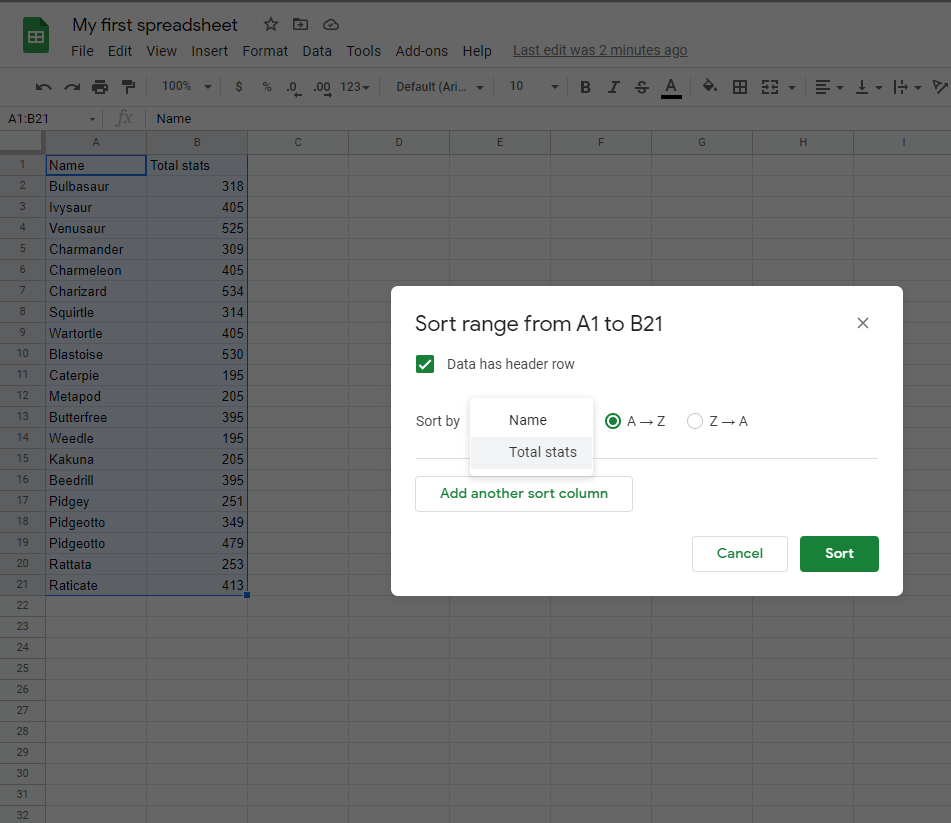 My first spreadsheet
File Edit View Insert Format Data Tools Add-ons Help Last edit was 2 minutes ago
100% $ % .0 .00 123 Default (Ari... 10 B I S A
A1:B21 fx Name
A B C D E F G H I
1 Name Total stats
2 Bulbasaur 318
3 Ivysaur 405
4 Venusaur 525
5 Charmander 309
6 Charmeleon 405
7 Charizard 534
8 Squirtle 314
9 Wartortle 405
10 Blastoise 530
11 Caterpie 195
12 Metapod 205
13 Butterfree 395
14 Weedle 195
15 Kakuna 205
16 Beedrill 395
17 Pidgey 251
18 Pidgeotto 349
19 Pidgeotto 479
20 Rattata 253
21 Raticate 413
22
23
24
25
26
27
28
29
30
31
32
Sort range from A1 to B21
Data has header row
Sort by Name A → Z Z → A
Total stats
Add another sort column
Cancel Sort